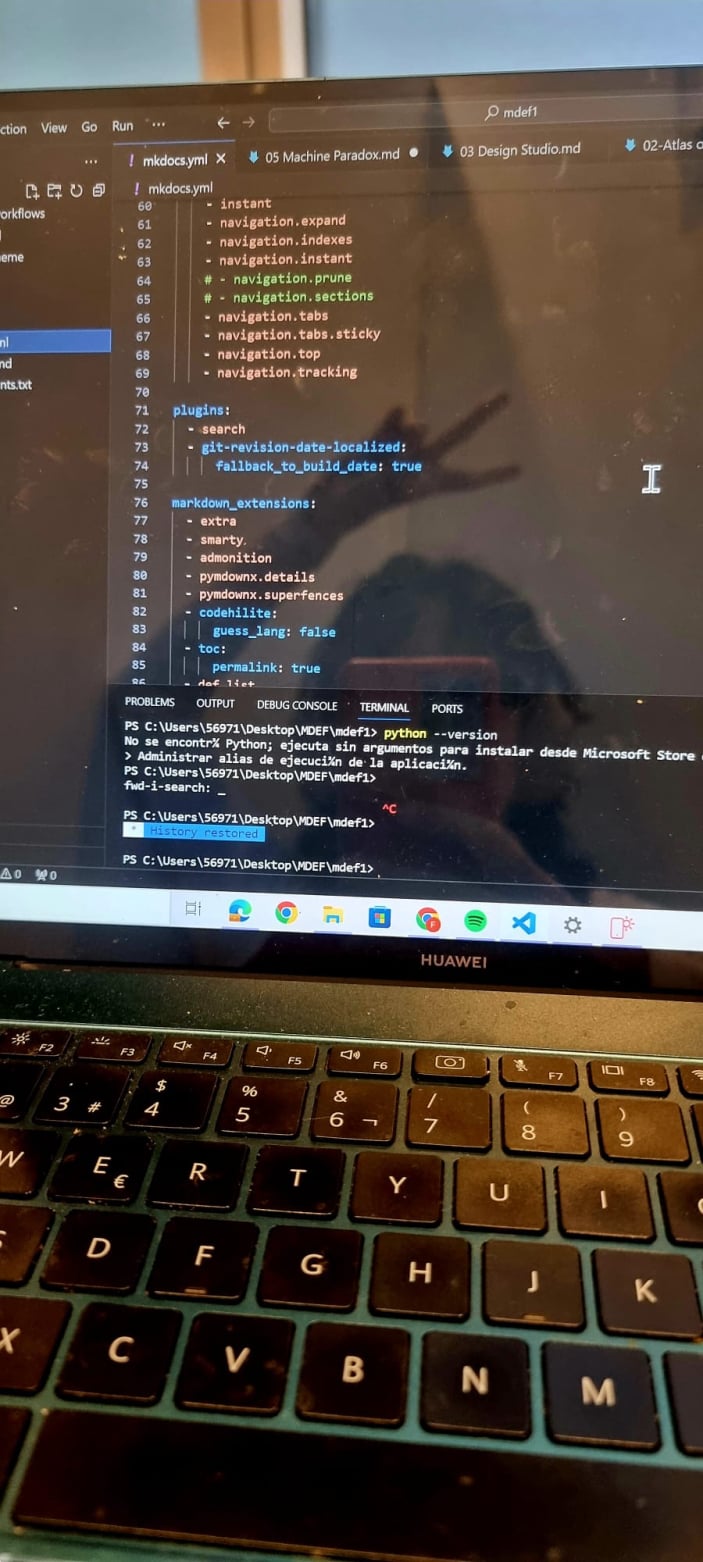 ction View Go Run ··· ← → mdef1
··· ! mkdocs.yml × 05 Machine Paradox.md ● 03 Design Studio.md 02-Atlas o
! mkdocs.yml
orkflows
eme
ml
md
nts.txt
60 - instant
61 - navigation.expand
62 - navigation.indexes
63 - navigation.instant
64 # - navigation.prune
65 # - navigation.sections
66 - navigation.tabs
67 - navigation.tabs.sticky
68 - navigation.top
69 - navigation.tracking
70
71 plugins:
72 - search
73 - git-revision-date-localized:
74 fallback_to_build_date: true
75
76 markdown_extensions:
77 - extra
78 - smarty
79 - admonition
80 - pymdownx.details
81 - pymdownx.superfences
82 - codehilite:
83 guess_lang: false
84 - toc:
85 permalink: true
86 - def_list
PROBLEMS OUTPUT DEBUG CONSOLE TERMINAL PORTS
PS C:\Users\56971\Desktop\MDEF\mdef1> python --version
No se encontr% Python; ejecuta sin argumentos para instalar desde Microsoft Store
> Administrar alias de ejecuci%n de la aplicaci%n.
PS C:\Users\56971\Desktop\MDEF\mdef1>
fwd-i-search: _
^C
PS C:\Users\56971\Desktop\MDEF\mdef1>
* History restored
PS C:\Users\56971\Desktop\MDEF\mdef1>
0 0
HUAWEI
F2 F3 F4 F5 F6 F7 F8
@ 3 # $ 4 % 5 & 6 ¬ / 7 ( 8 ) 9
W E € R T Y U I
S D F G H J K
X C V B N M